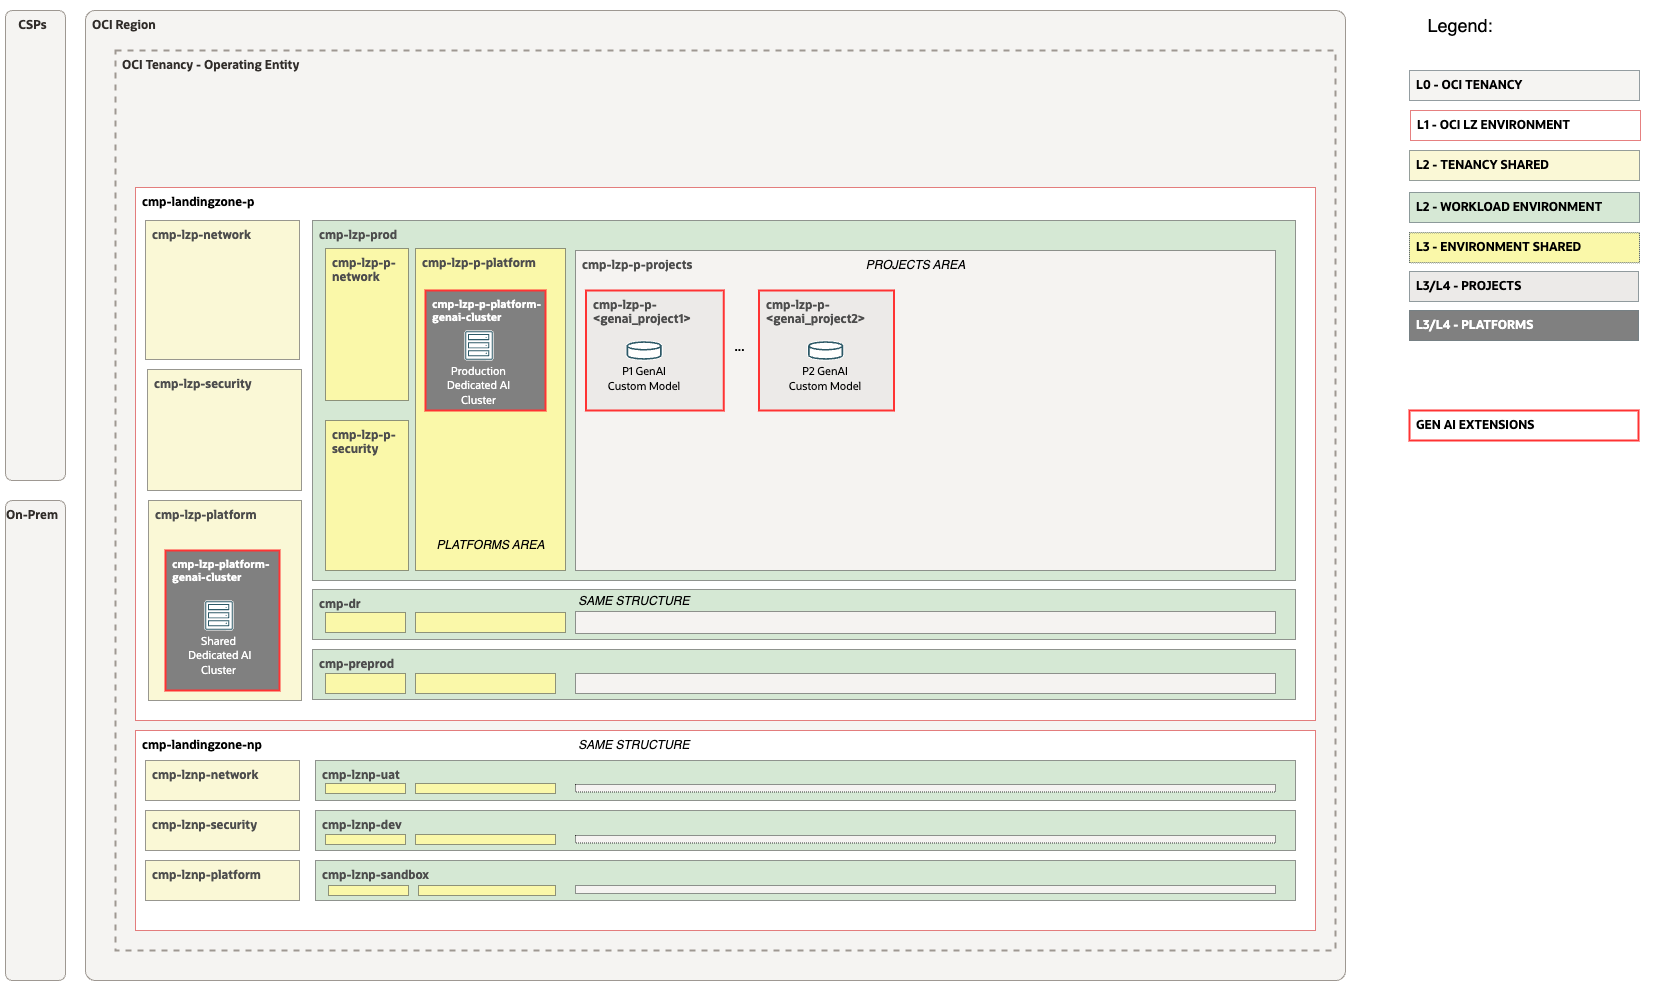 CSPs
OCI Region
Legend:
OCI Tenancy - Operating Entity
L0 - OCI TENANCY
L1 - OCI LZ ENVIRONMENT
L2 - TENANCY SHARED
L2 - WORKLOAD ENVIRONMENT
L3 - ENVIRONMENT SHARED
L3/L4 - PROJECTS
L3/L4 - PLATFORMS
GEN AI EXTENSIONS
cmp-landingzone-p
cmp-lzp-network
cmp-lzp-security
cmp-lzp-platform
cmp-lzp-platform-
genai-cluster
Shared
Dedicated AI
Cluster
cmp-lzp-prod
cmp-lzp-p-
network
cmp-lzp-p-
security
cmp-lzp-p-platform
cmp-lzp-p-platform-
genai-cluster
Production
Dedicated AI
Cluster
PLATFORMS AREA
cmp-lzp-p-projects
PROJECTS AREA
cmp-lzp-p-
<genai_project1>
P1 GenAI
Custom Model
...
cmp-lzp-p-
<genai_project2>
P2 GenAI
Custom Model
On-Prem
cmp-dr
SAME STRUCTURE
cmp-preprod
cmp-landingzone-np
SAME STRUCTURE
cmp-lznp-network
cmp-lznp-uat
cmp-lznp-security
cmp-lznp-dev
cmp-lznp-platform
cmp-lznp-sandbox